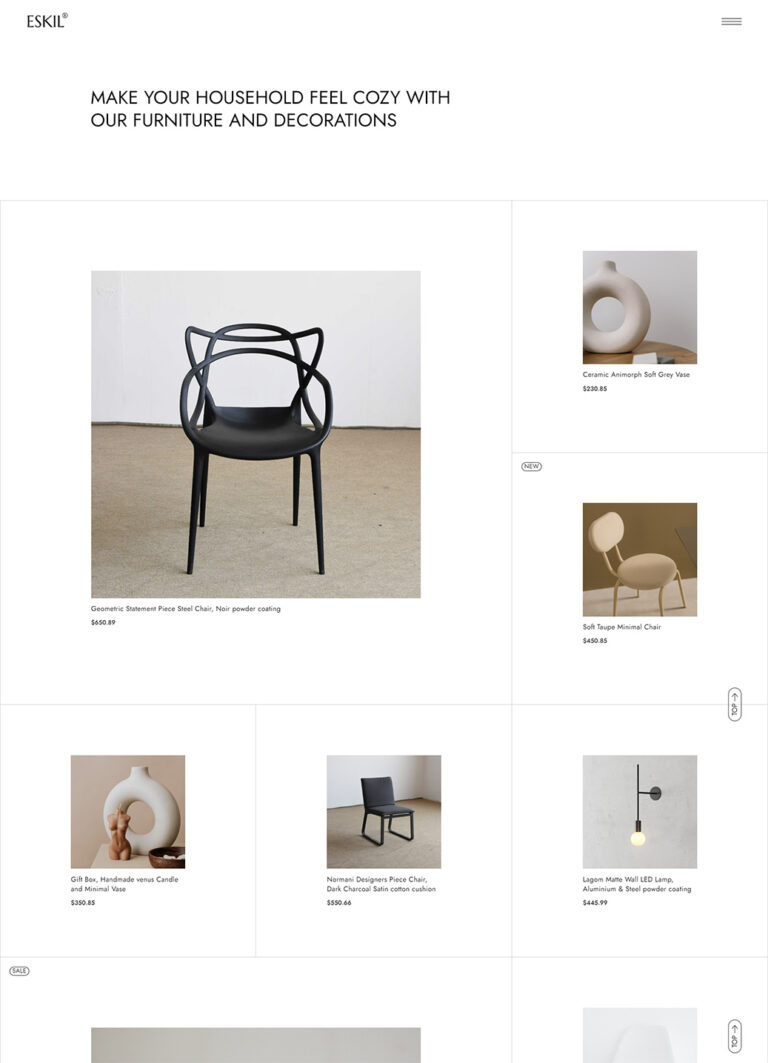 ESKIL®
MAKE YOUR HOUSEHOLD FEEL COZY WITH
OUR FURNITURE AND DECORATIONS
Geometric Statement Piece Steel Chair, Noir powder coating
$650.89
Ceramic Animorph Soft Grey Vase
$230.85
NEW
Soft Taupe Minimal Chair
$450.85
TOP →
Gift Box, Handmade venus Candle
and Minimal Vase
$350.85
Normani Designers Piece Chair,
Dark Charcoal Satin cotton cushion
$550.66
Lagom Matte Wall LED Lamp,
Aluminium & Steel powder coating
$445.99
SALE
TOP →